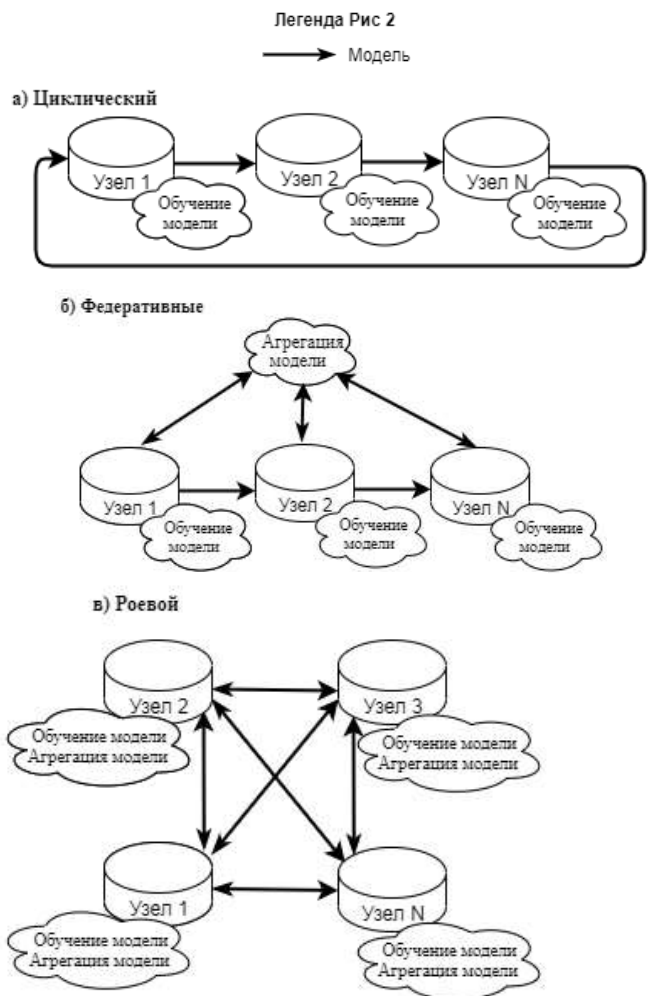 Легенда Рис 2
Модель
а) Циклический
Узел 1
Обучение
модели
Узел 2
Обучение
модели
Узел N
Обучение
модели
б) Федеративные
Агрегация
модели
Узел 1
Обучение
модели
Узел 2
Обучение
модели
Узел N
Обучение
модели
в) Роевой
Узел 2
Обучение модели
Агрегация модели
Узел 3
Обучение модели
Агрегация модели
Узел 1
Обучение модели
Агрегация модели
Узел N
Обучение модели
Агрегация модели